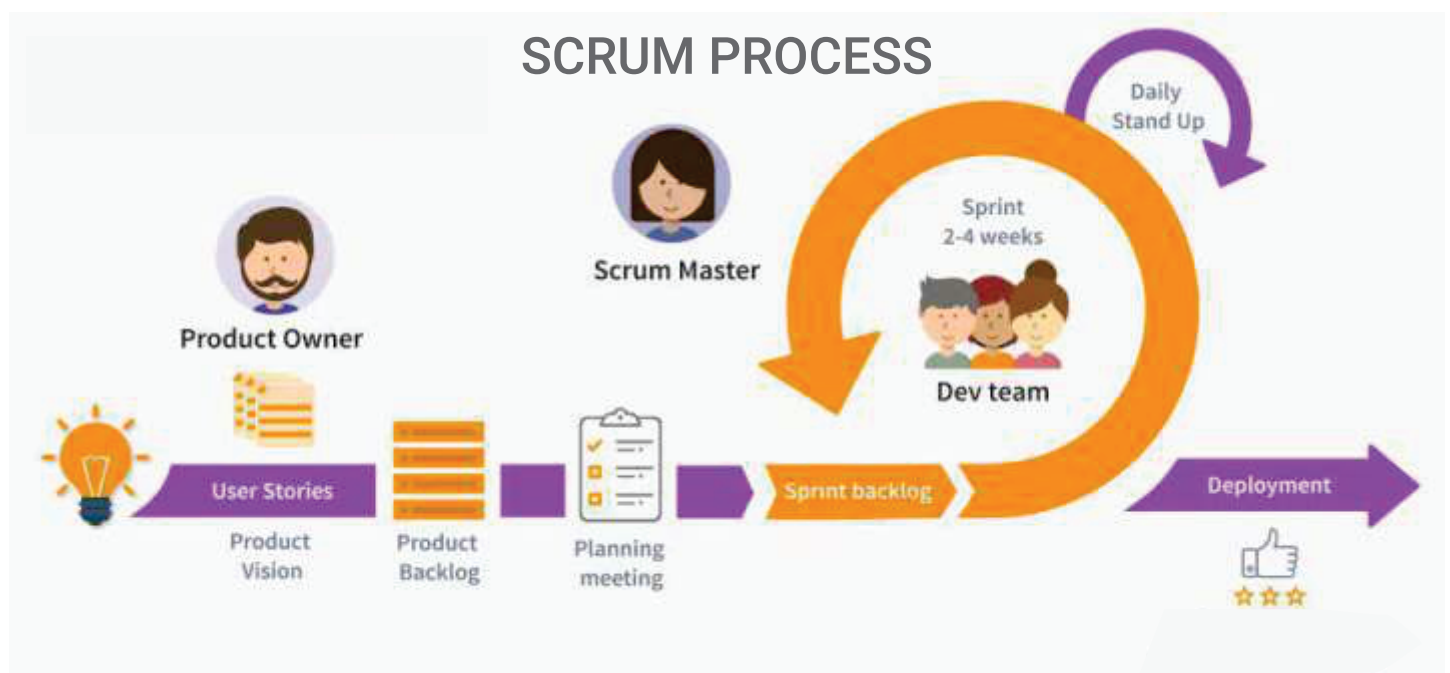 SCRUM PROCESS
Daily
Stand Up
Sprint
2-4 weeks
Scrum Master
Product Owner
Dev team
User Stories
Sprint backlog
Deployment
Product
Vision
Product
Backlog
Planning
meeting